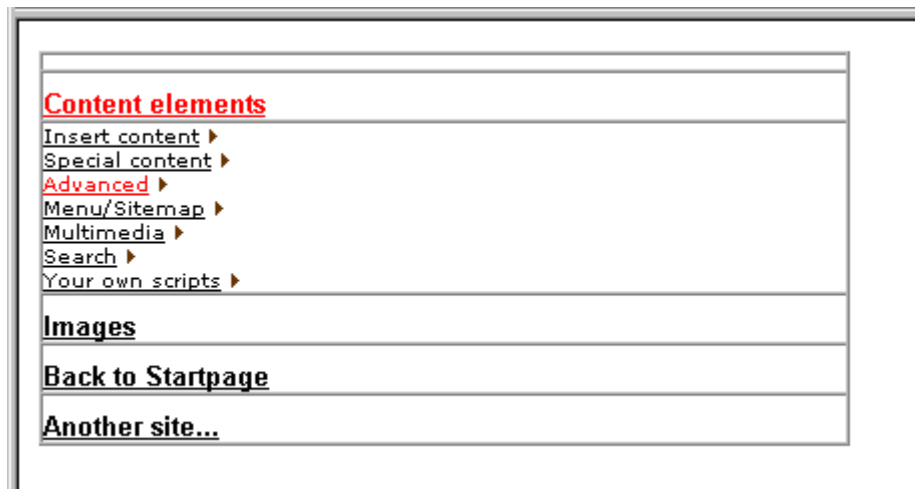 Content elements
Insert content
Special content
Advanced
Menu/Sitemap
Multimedia
Search
Your own scripts
Images
Back to Startpage
Another site...